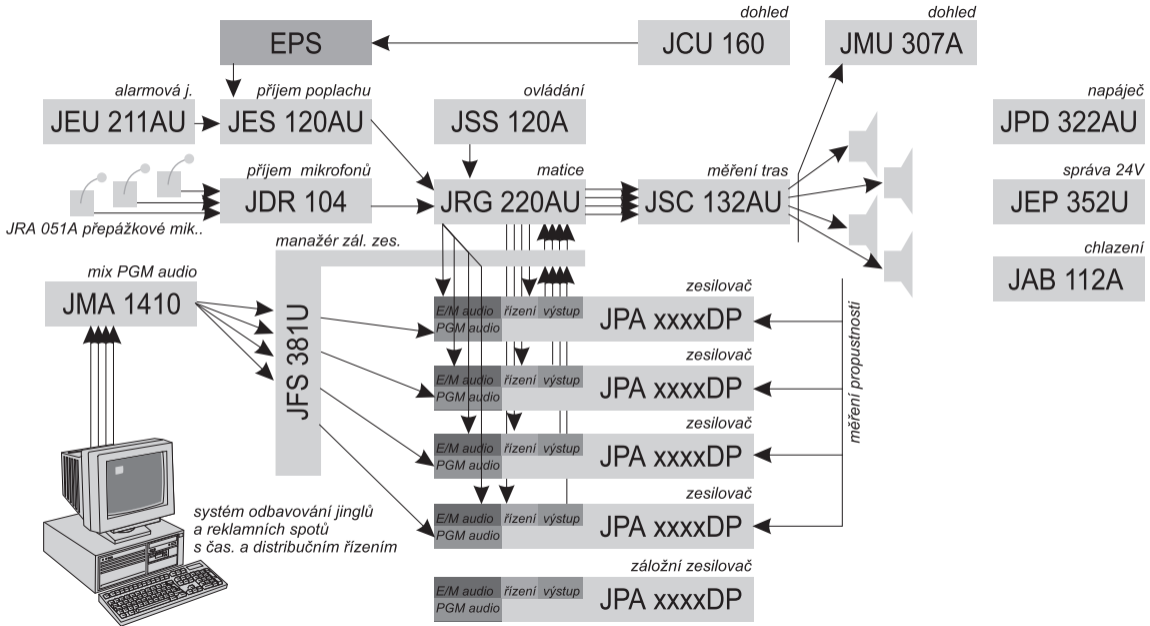 dohled
dohled
EPS
JCU 160
JMU 307A
alarmová j.
příjem poplachu
ovládání
napáječ
JEU 211AU
JES 120AU
JSS 120A
JPD 322AU
příjem mikrofonů
matice
měření tras
správa 24V
JDR 104
JRG 220AU
JSC 132AU
JEP 352U
JRA 051A přepážkové mik..
manažér zál. zes.
chlazení
JAB 112A
mix PGM audio
JMA 1410
JFS 381U
zesilovač
E/M audio řízení výstup
PGM audio
JPA xxxxDP
zesilovač
E/M audio řízení výstup
PGM audio
JPA xxxxDP
měření propustnosti
zesilovač
E/M audio řízení výstup
PGM audio
JPA xxxxDP
zesilovač
E/M audio řízení výstup
PGM audio
JPA xxxxDP
systém odbavování jinglů
a reklamních spotů
s čas. a distribučním řízením
záložní zesilovač
E/M audio řízení výstup
PGM audio
JPA xxxxDP